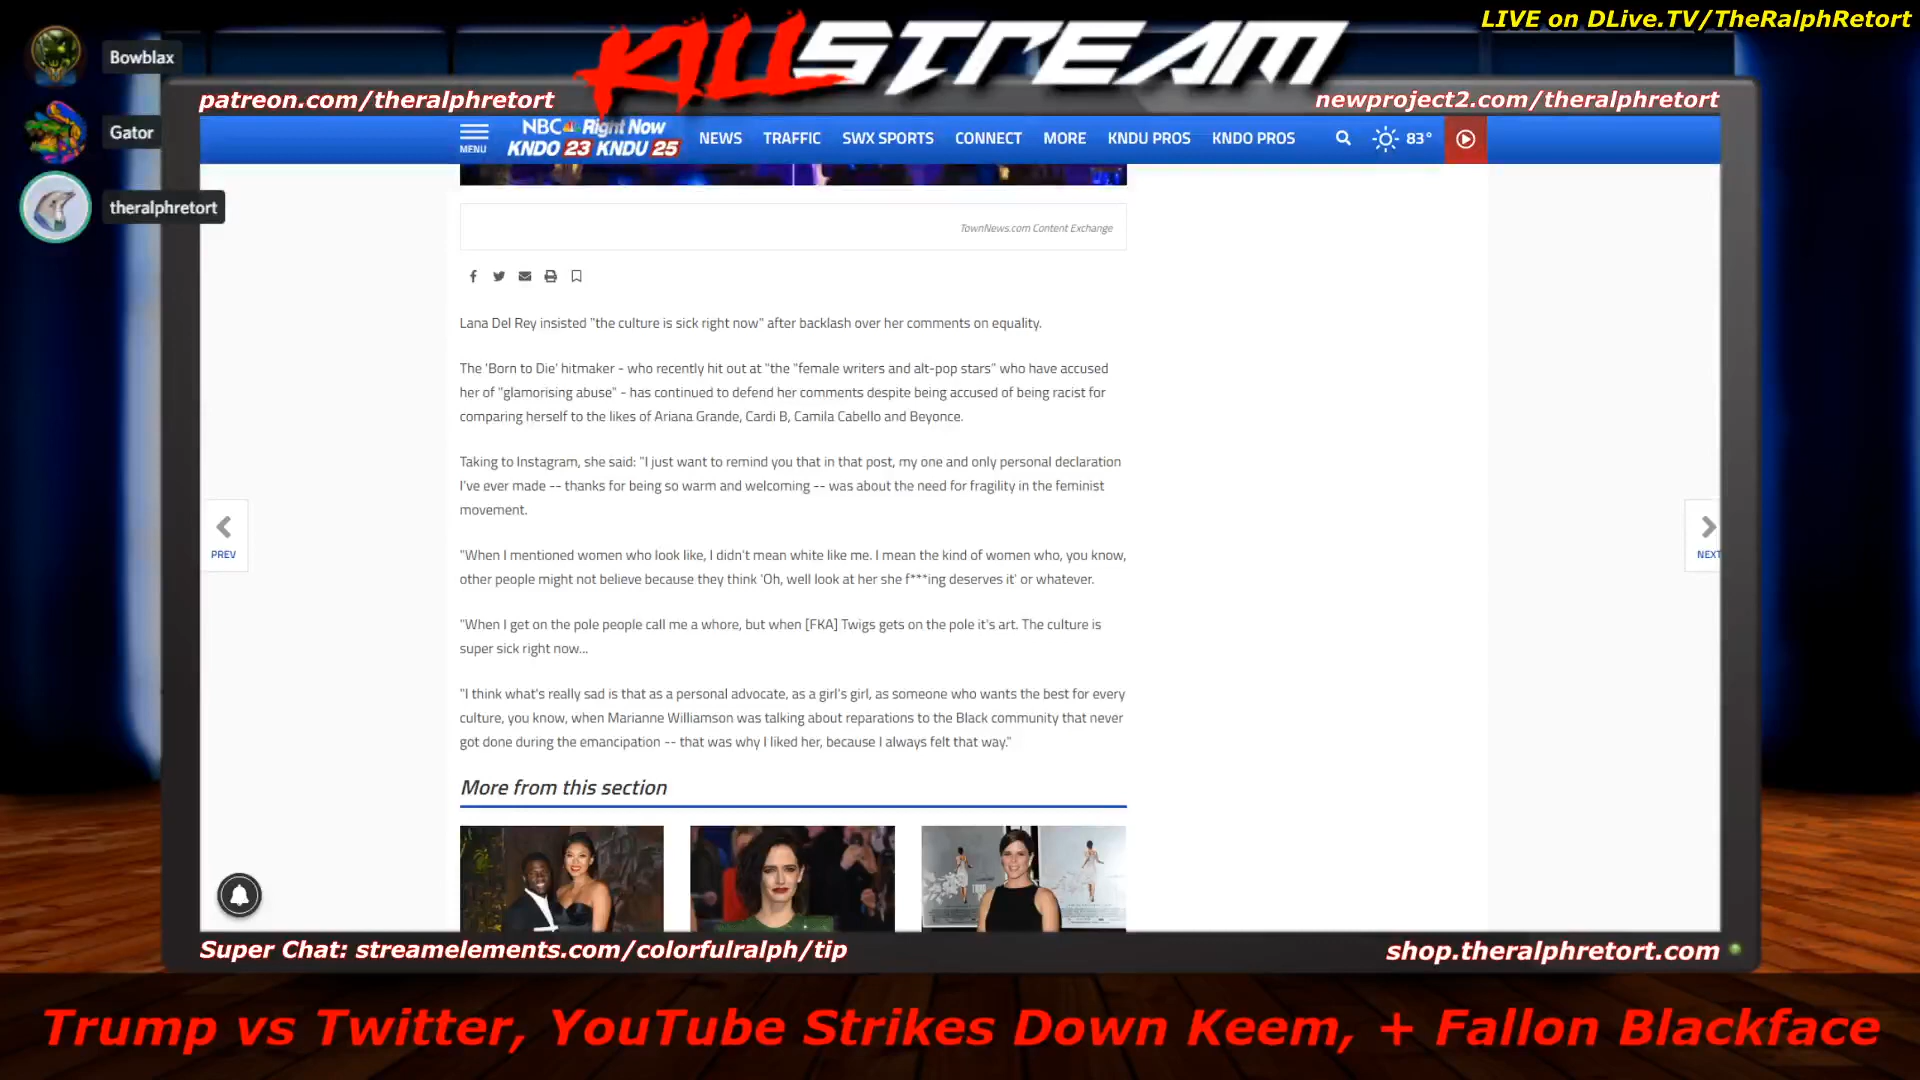 LIVE on DLive.TV/TheRalphRetort
KILLSTREAM
Bowblax
Gator
theralphretort
patreon.com/theralphretort
newproject2.com/theralphretort
MENU
NBC Right Now
KNDO 23 KNDU 25
NEWS TRAFFIC SWX SPORTS CONNECT MORE KNDU PROS KNDO PROS 83°
TownNews.com Content Exchange
Lana Del Rey insisted "the culture is sick right now" after backlash over her comments on equality.
The 'Born to Die' hitmaker - who recently hit out at "the "female writers and alt-pop stars" who have accused
her of "glamorising abuse" - has continued to defend her comments despite being accused of being racist for
comparing herself to the likes of Ariana Grande, Cardi B, Camila Cabello and Beyonce.
Taking to Instagram, she said: "I just want to remind you that in that post, my one and only personal declaration
I've ever made -- thanks for being so warm and welcoming -- was about the need for fragility in the feminist
movement.
"When I mentioned women who look like, I didn't mean white like me. I mean the kind of women who, you know,
other people might not believe because they think 'Oh, well look at her she f***ing deserves it' or whatever.
"When I get on the pole people call me a whore, but when [FKA] Twigs gets on the pole it's art. The culture is
super sick right now...
"I think what's really sad is that as a personal advocate, as a girl's girl, as someone who wants the best for every
culture, you know, when Marianne Williamson was talking about reparations to the Black community that never
got done during the emancipation -- that was why I liked her, because I always felt that way."
PREV
NEXT
More from this section
Super Chat: streamelements.com/colorfulralph/tip
shop.theralphretort.com
Trump vs Twitter, YouTube Strikes Down Keem, + Fallon Blackface